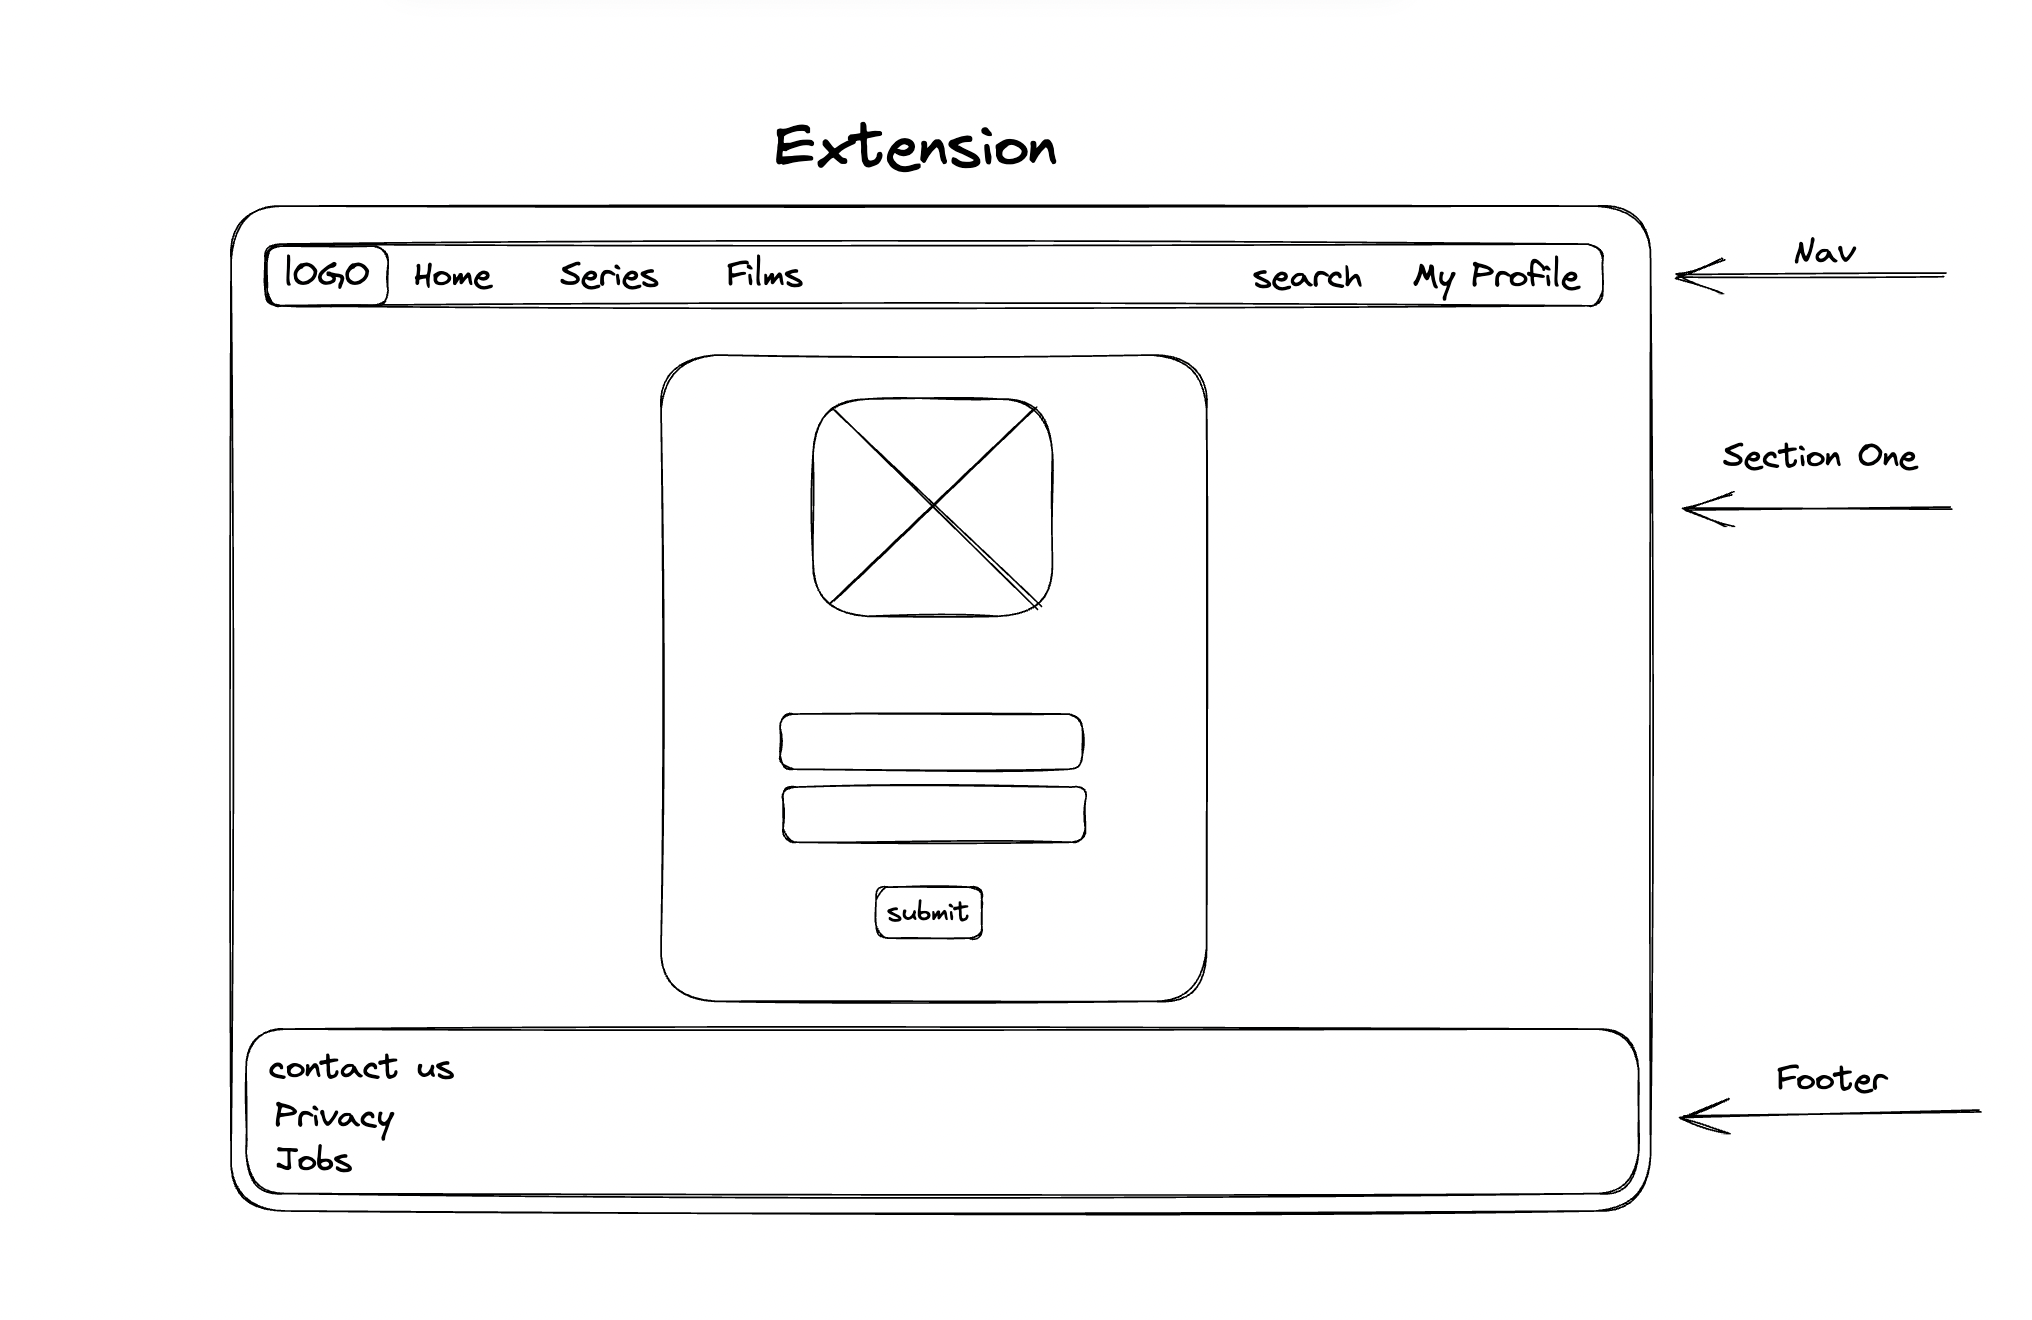 Extension
lOGO Home Series Films search My Profile
Nav
Section One
submit
contact us
Privacy
Jobs
Footer